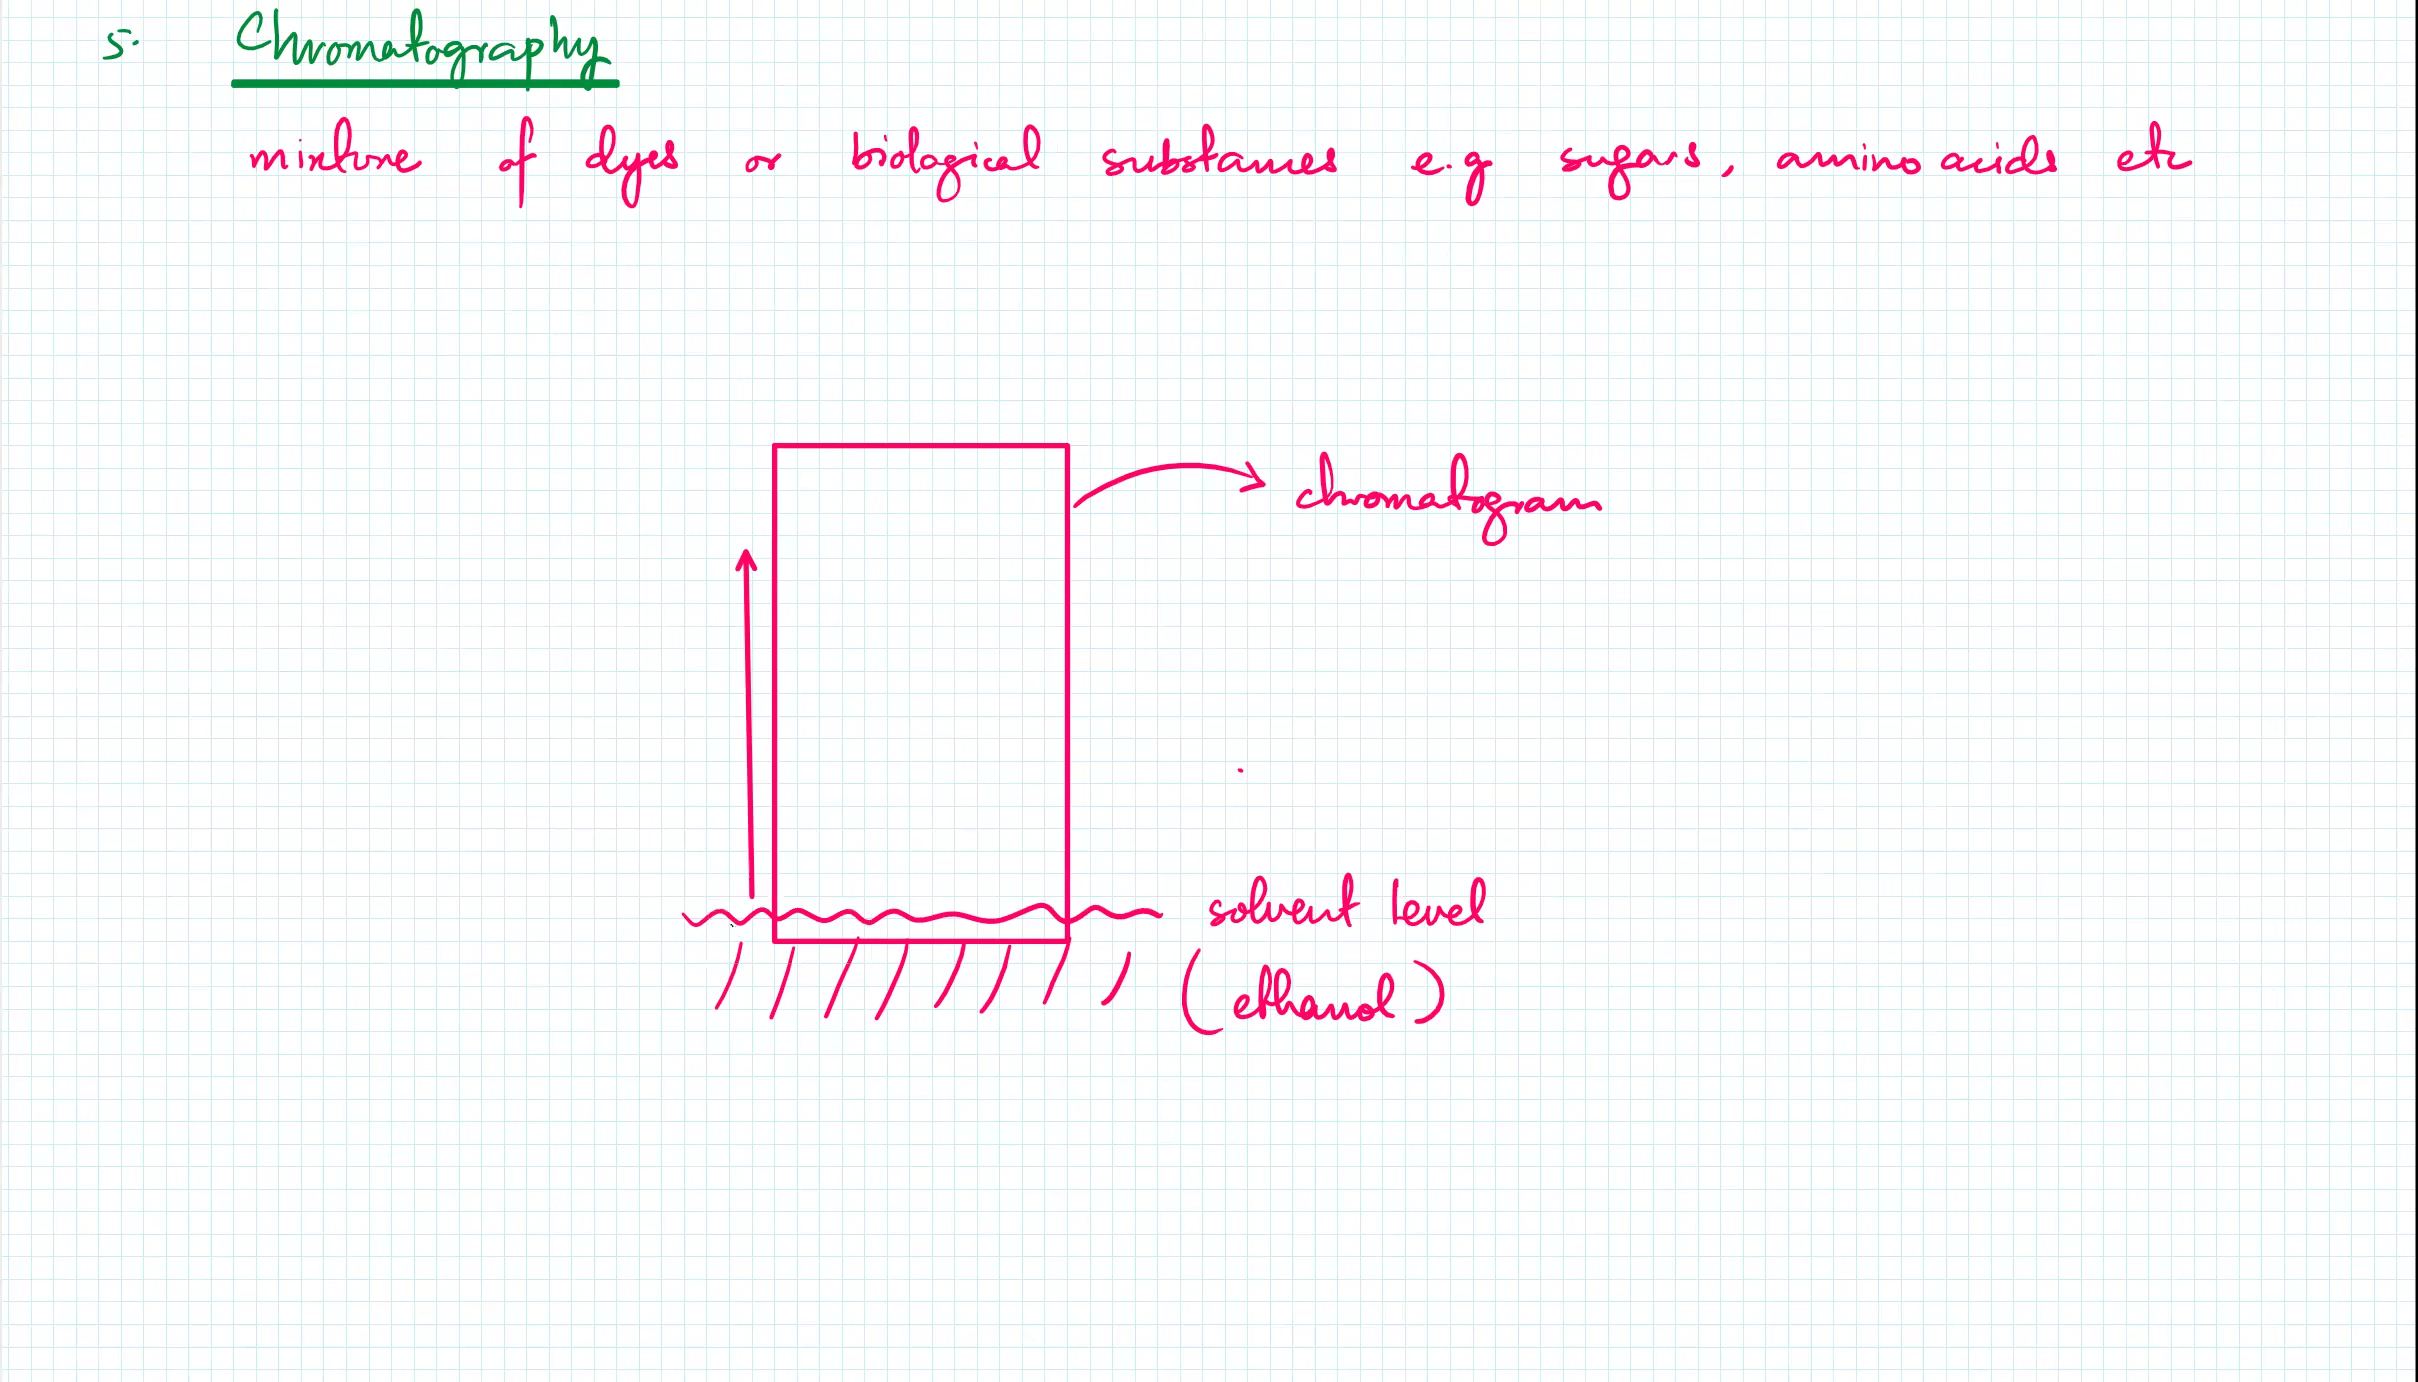 5. Chromatography
mixture of dyes or biological substances e.g sugars, amino acids etc
chromatogram
solvent level
(ethanol)